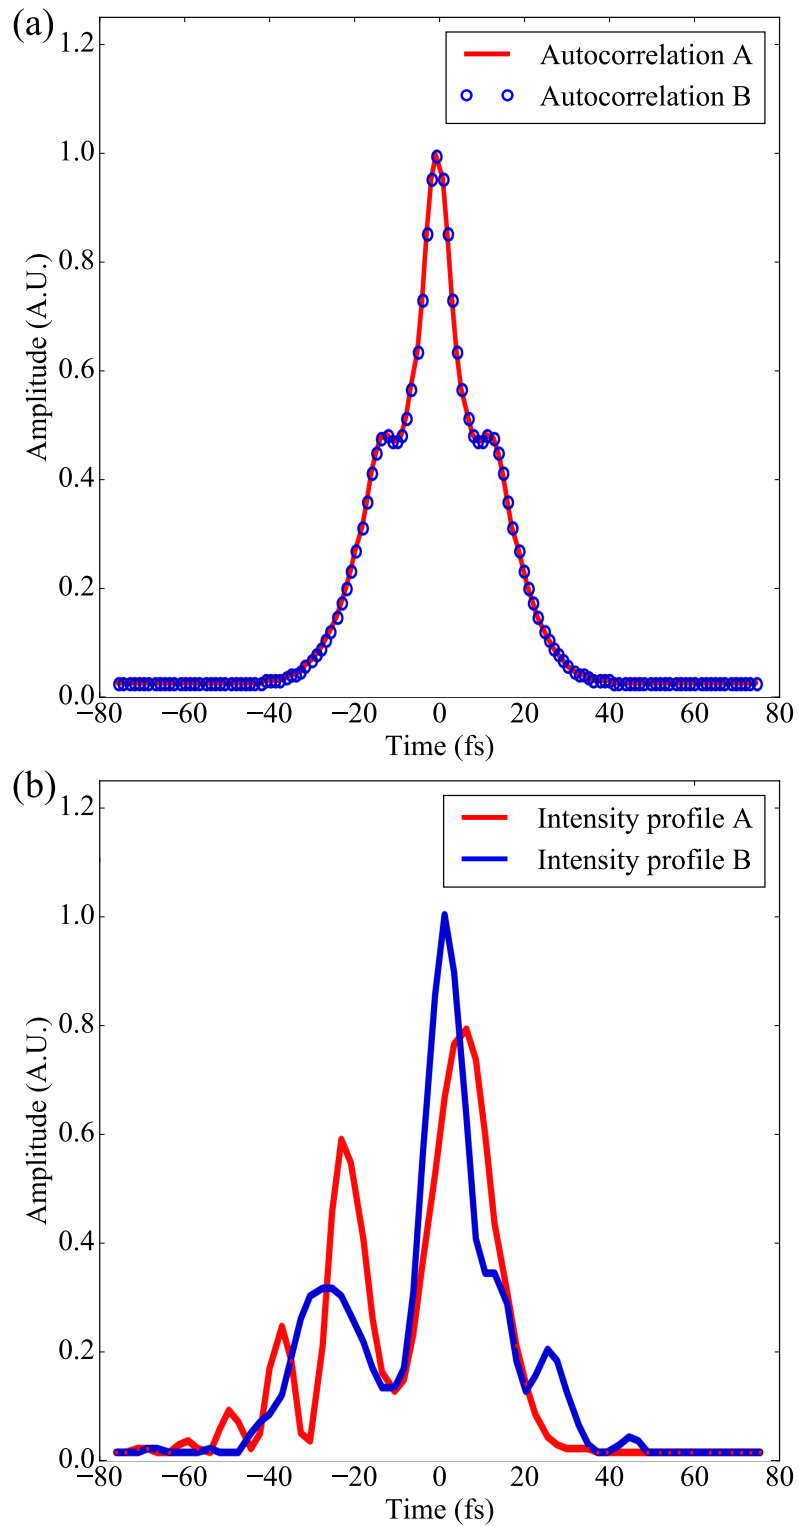 (a)
1.2
1.0
0.8
0.6
0.4
0.2
0.0
Amplitude (A.U.)
Autocorrelation A
Autocorrelation B
−80 −60 −40 −20 0 20 40 60 80
Time (fs)
(b)
1.2
1.0
0.8
0.6
0.4
0.2
0.0
Amplitude (A.U.)
Intensity profile A
Intensity profile B
−80 −60 −40 −20 0 20 40 60 80
Time (fs)